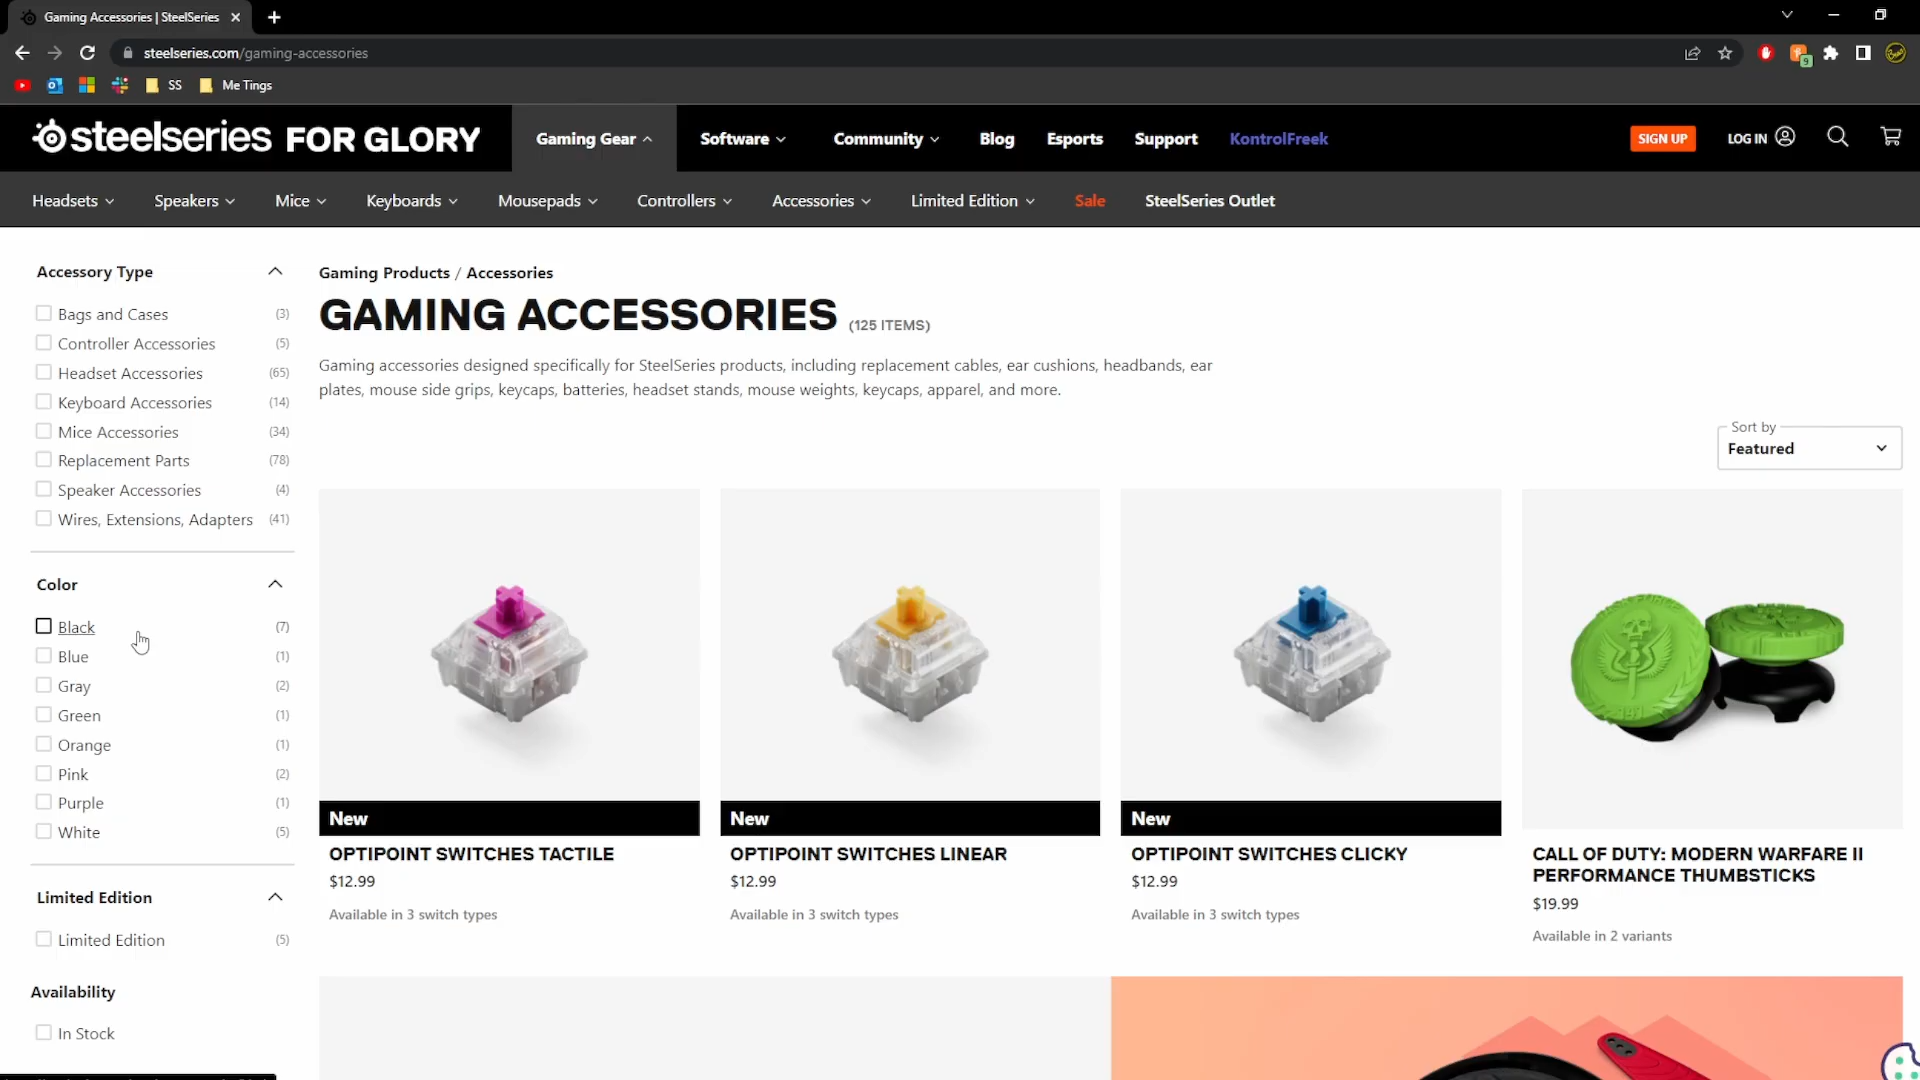 Gaming Accessories | SteelSeries
steelseries.com/gaming-accessories
9
SS
Me Tings
steelseries FOR GLORY
Gaming Gear
Software
Community
Blog
Esports
Support
KontrolFreek
SIGN UP
LOG IN
Headsets
Speakers
Mice
Keyboards
Mousepads
Controllers
Accessories
Limited Edition
Sale
SteelSeries Outlet
Accessory Type
Bags and Cases (3)
Controller Accessories (5)
Headset Accessories (65)
Keyboard Accessories (14)
Mice Accessories (34)
Replacement Parts (78)
Speaker Accessories (4)
Wires, Extensions, Adapters (41)
Color
Black (7)
Blue (1)
Gray (2)
Green (1)
Orange (1)
Pink (2)
Purple (1)
White (5)
Limited Edition
Limited Edition (5)
Availability
In Stock
Gaming Products / Accessories
GAMING ACCESSORIES (125 ITEMS)
Gaming accessories designed specifically for SteelSeries products, including replacement cables, ear cushions, headbands, ear
plates, mouse side grips, keycaps, batteries, headset stands, mouse weights, keycaps, apparel, and more.
Sort by
Featured
New
OPTIPOINT SWITCHES TACTILE
$12.99
Available in 3 switch types
New
OPTIPOINT SWITCHES LINEAR
$12.99
Available in 3 switch types
New
OPTIPOINT SWITCHES CLICKY
$12.99
Available in 3 switch types
CALL OF DUTY: MODERN WARFARE II
PERFORMANCE THUMBSTICKS
$19.99
Available in 2 variants